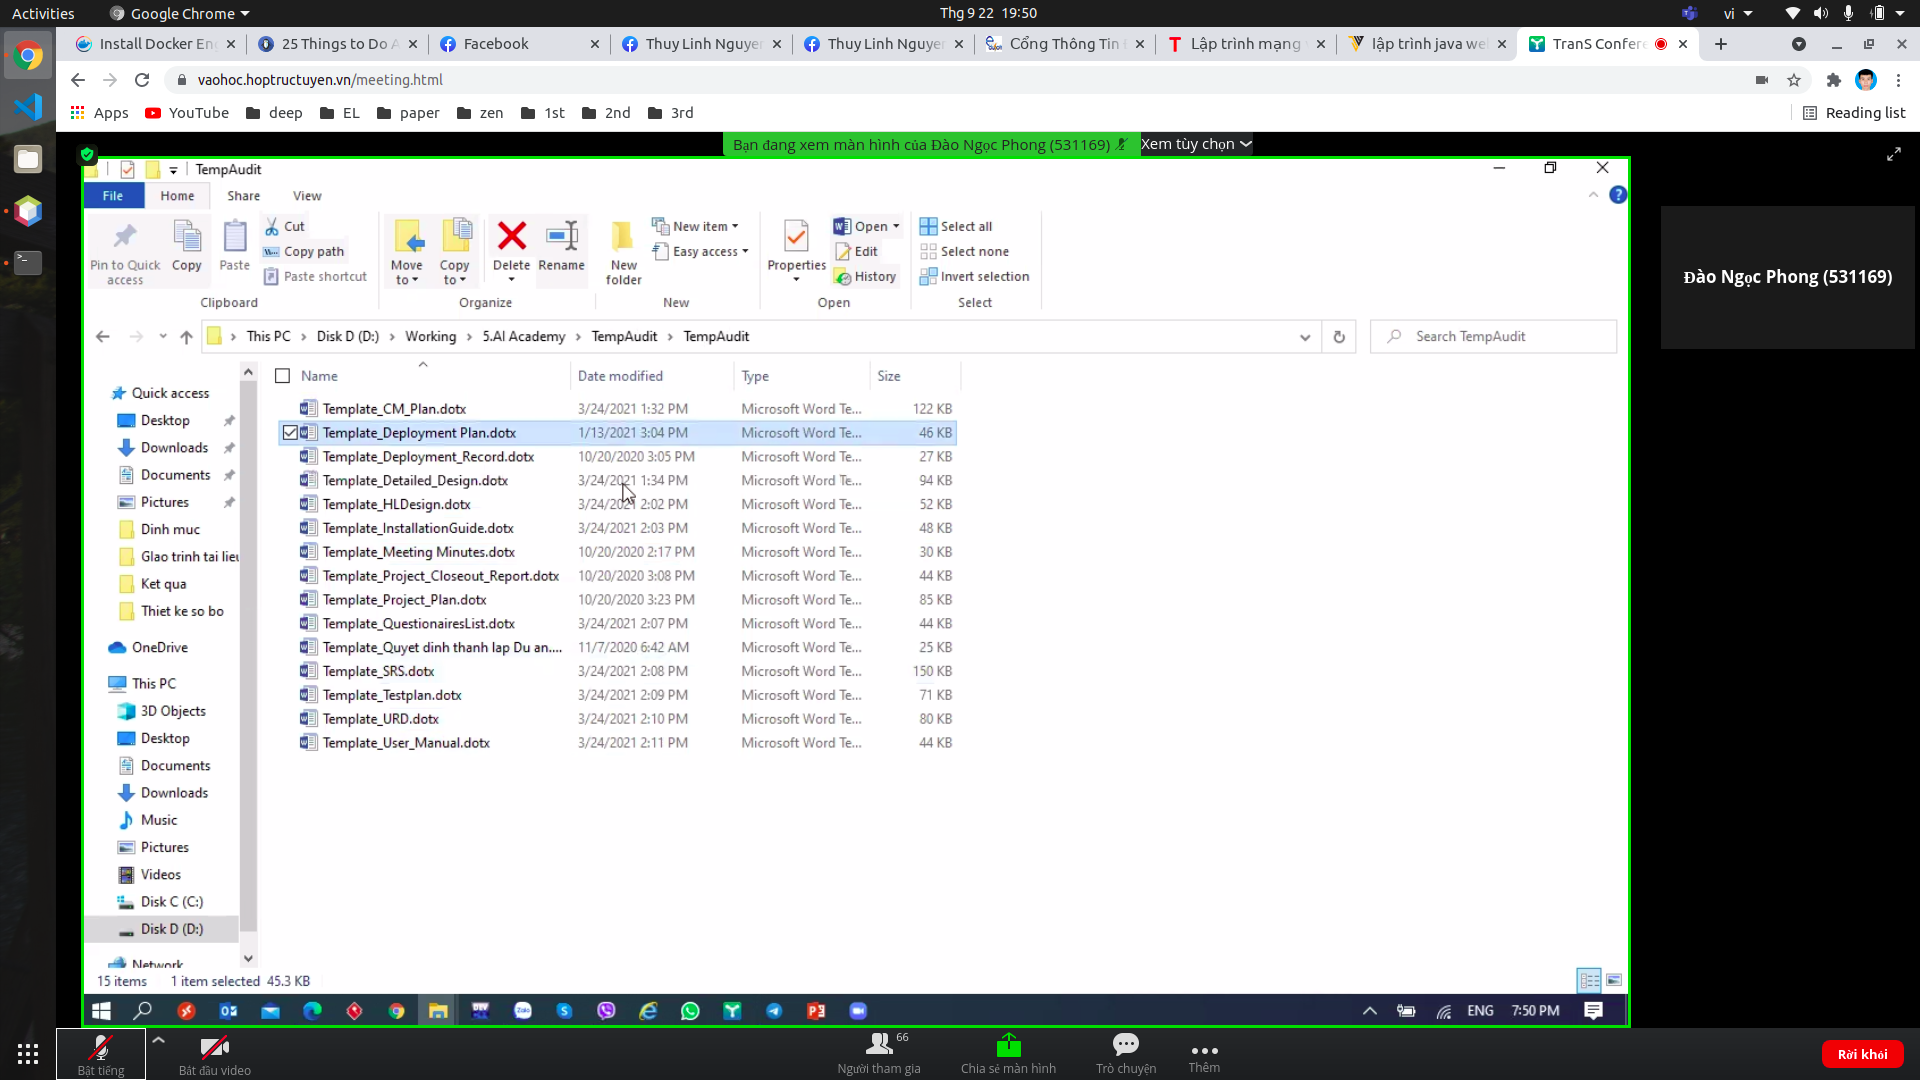 Activities
Google Chrome
Thg 9 22 19:50
vi
Install Docker En
25 Things to Do A
Facebook
Thuy Linh Nguyen
Thuy Linh Nguyen
Cổng Thông Tin
Lập trình mạng
lập trình java we
TranS Confere
vaohoc.hoptructuyen.vn/meeting.html
Apps
YouTube
deep
EL
paper
zen
1st
2nd
3rd
Reading list
Bạn đang xem màn hình của Đào Ngọc Phong (531169)
Xem tùy chọn
Đào Ngọc Phong (531169)
TempAudit
File
Home
Share
View
Pin to Quick access
Copy
Paste
Cut
Copy path
Paste shortcut
Clipboard
Move to
Copy to
Delete
Rename
Organize
New folder
New item
Easy access
New
Properties
Open
Edit
History
Open
Select all
Select none
Invert selection
Select
This PC
Disk D (D:)
Working
5.AI Academy
TempAudit
TempAudit
Search TempAudit
Quick access
Desktop
Downloads
Documents
Pictures
Dinh muc
Giao trinh tai lieu
Ket qua
Thiet ke so bo
OneDrive
This PC
3D Objects
Desktop
Documents
Downloads
Music
Pictures
Videos
Disk C (C:)
Disk D (D:)
Network
Name Date modified Type Size
Template_CM_Plan.dotx 3/24/2021 1:32 PM Microsoft Word Te... 122 KB
Template_Deployment Plan.dotx 1/13/2021 3:04 PM Microsoft Word Te... 46 KB
Template_Deployment_Record.dotx 10/20/2020 3:05 PM Microsoft Word Te... 27 KB
Template_Detailed_Design.dotx 3/24/2021 1:34 PM Microsoft Word Te... 94 KB
Template_HLDesign.dotx 3/24/2021 2:02 PM Microsoft Word Te... 52 KB
Template_InstallationGuide.dotx 3/24/2021 2:03 PM Microsoft Word Te... 48 KB
Template_Meeting Minutes.dotx 10/20/2020 2:17 PM Microsoft Word Te... 30 KB
Template_Project_Closeout_Report.dotx 10/20/2020 3:08 PM Microsoft Word Te... 44 KB
Template_Project_Plan.dotx 10/20/2020 3:23 PM Microsoft Word Te... 85 KB
Template_QuestionairesList.dotx 3/24/2021 2:07 PM Microsoft Word Te... 44 KB
Template_Quyet dinh thanh lap Du an.... 11/7/2020 6:42 AM Microsoft Word Te... 25 KB
Template_SRS.dotx 3/24/2021 2:08 PM Microsoft Word Te... 150 KB
Template_Testplan.dotx 3/24/2021 2:09 PM Microsoft Word Te... 71 KB
Template_URD.dotx 3/24/2021 2:10 PM Microsoft Word Te... 80 KB
Template_User_Manual.dotx 3/24/2021 2:11 PM Microsoft Word Te... 44 KB
15 items 1 item selected 45.3 KB
ENG 7:50 PM
Bật tiếng
Bắt đầu video
66
Người tham gia
Chia sẻ màn hình
Trò chuyện
Thêm
Rời khỏi